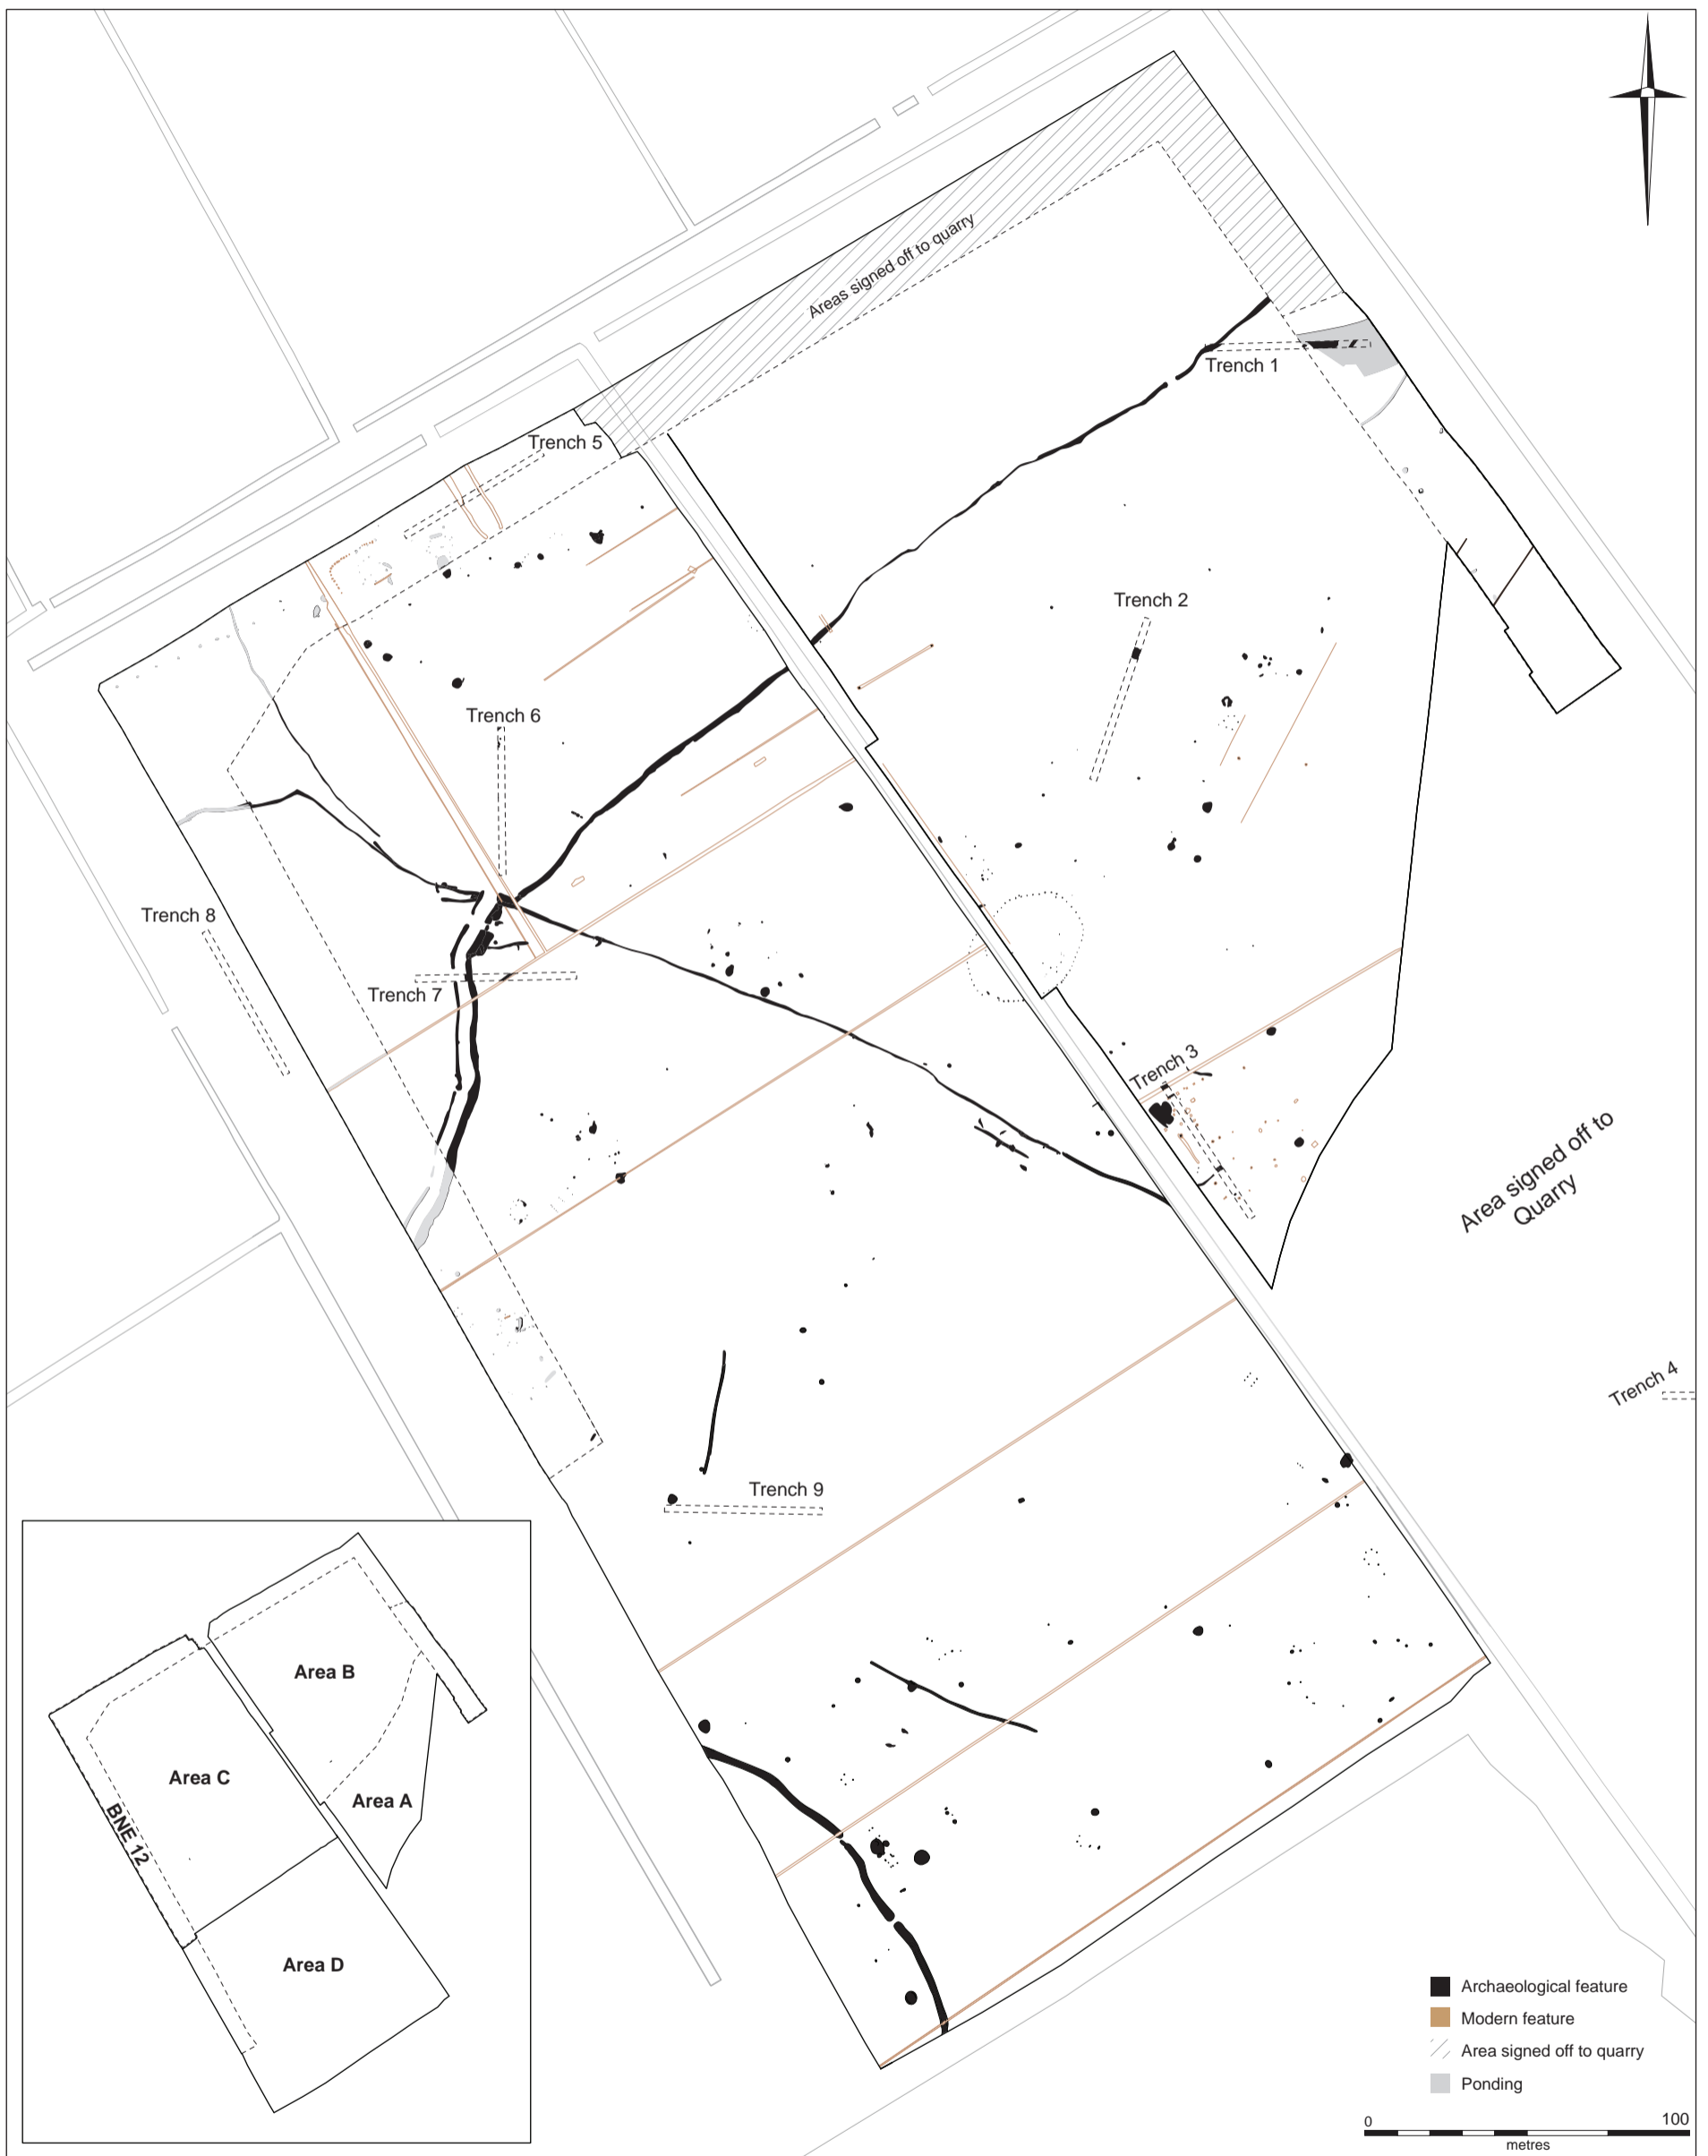 Areas signed off to quarry
Trench 1
Trench 5
Trench 2
Trench 6
Trench 8
Trench 7
Trench 3
Area signed off to
Quarry
Trench 4
Trench 9
Area B
Area C
Area A
BNE 12
Area D
Archaeological feature
Modern feature
Area signed off to quarry
Ponding
0 100
metres